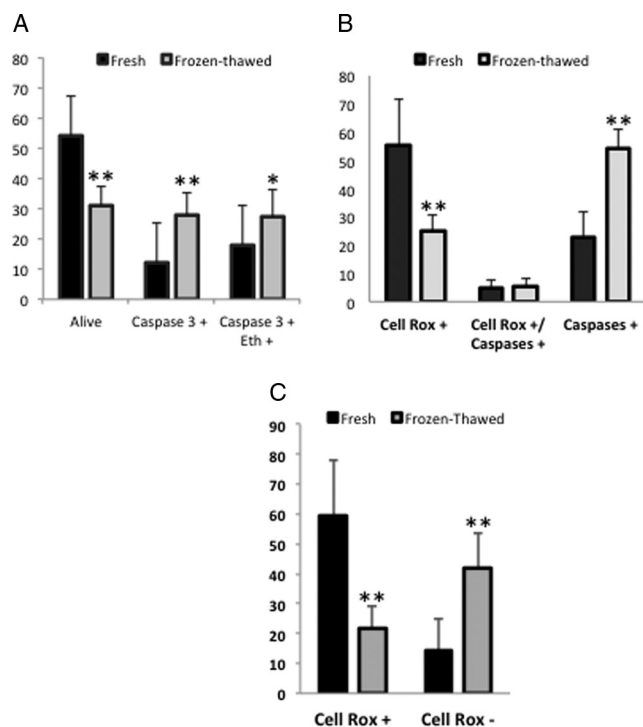 A
Fresh Frozen-thawed
80
70
60
50
40
30
20
10
0
** ** *
Alive Caspase 3 + Caspase 3 +
Eth +
B
Fresh Frozen-thawed
80
70
60
50
40
30
20
10
0
** **
Cell Rox + Cell Rox +/ Caspases +
Caspases +
C
Fresh Frozen-Thawed
90
80
70
60
50
40
30
20
10
0
** **
Cell Rox + Cell Rox -